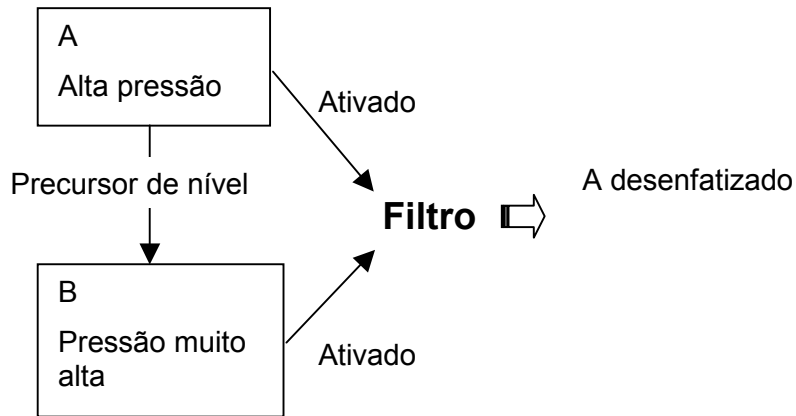 A
Alta pressão
Ativado
Precursor de nível
A desenfatizado
Filtro
B
Pressão muito
alta
Ativado